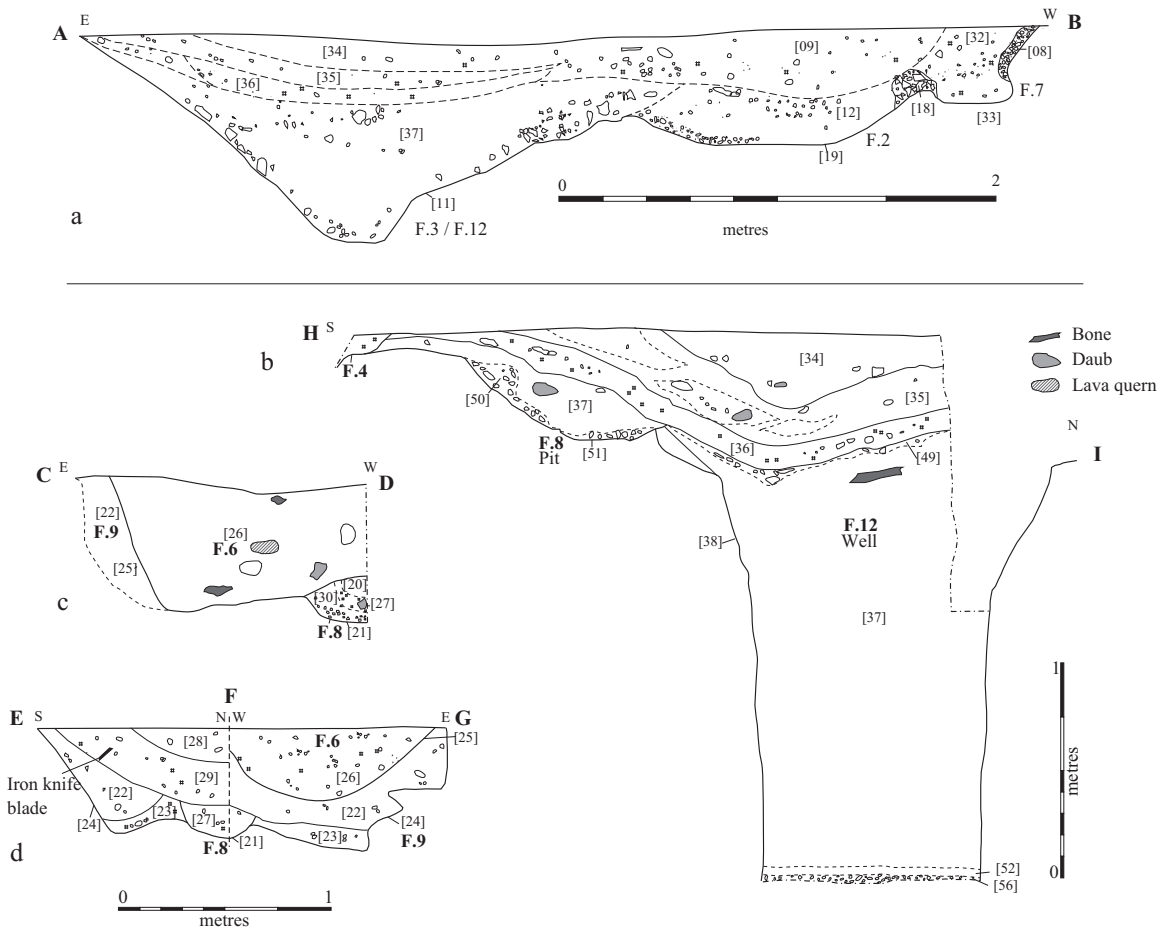 A E
[34]
[35]
[36]
[37]
[11]
F.3 / F.12
[09]
[12]
[19]
F.2
[18]
[32]
[08]
F.7
[33]
W B
a
0 2
metres
H S
b
F.4
[50]
[37]
F.8
Pit
[51]
[34]
[35]
[36]
[49]
N
I
F.12
Well
[38]
[37]
[52]
[56]
Bone
Daub
Lava quern
1
metres
0
C E
W D
[22]
F.9
[25]
[26]
F.6
[20]
[30]
[27]
F.8 [21]
c
E S
F
N W
E G
[28]
F.6
[25]
[29]
[26]
Iron knife
blade
[22]
[22]
[24]
[23]
[27]
[23]
[24]
F.9
F.8
[21]
d
0 1
metres